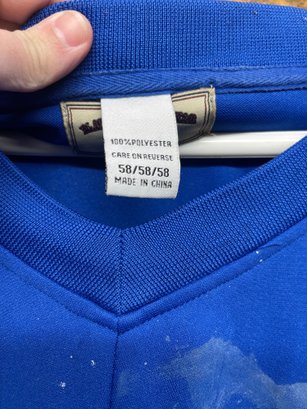 100%POLYESTER
CARE ON REVERSE
58/58/58
MADE IN CHINA